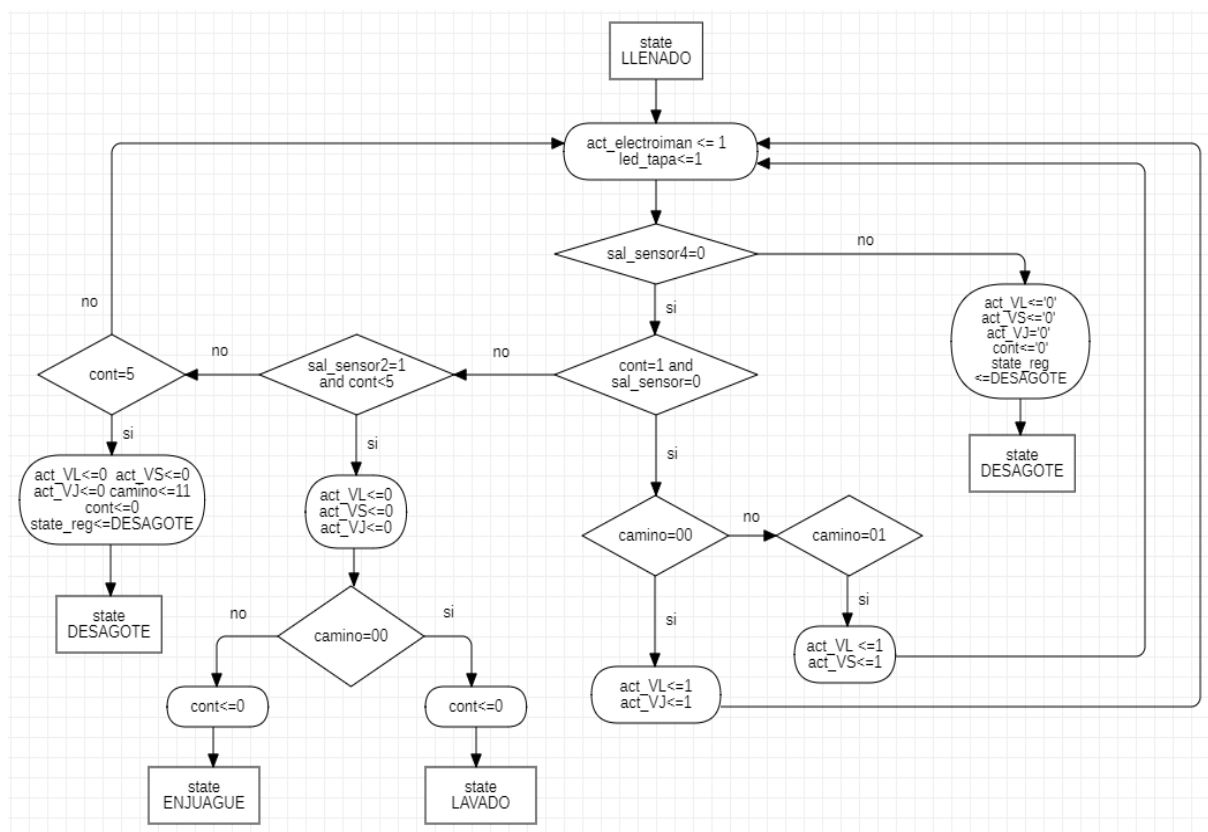 state
LLENADO
act_electroiman <= 1
led_tapa<=1
sal_sensor4=0
no
si
act_VL<='0'
act_VS<='0'
act_VJ='0'
cont<='0'
state_reg
<=DESAGOTE
state
DESAGOTE
cont=1 and
sal_sensor=0
no
si
sal_sensor2=1
and cont<5
no
si
cont=5
no
si
act_VL<=0 act_VS<=0
act_VJ<=0 camino<=11
cont<=0
state_reg<=DESAGOTE
state
DESAGOTE
act_VL<=0
act_VS<=0
act_VJ<=0
camino=00
no
si
cont<=0
cont<=0
state
ENJUAGUE
state
LAVADO
camino=00
no
si
camino=01
si
act_VL <=1
act_VS<=1
act_VL<=1
act_VJ<=1